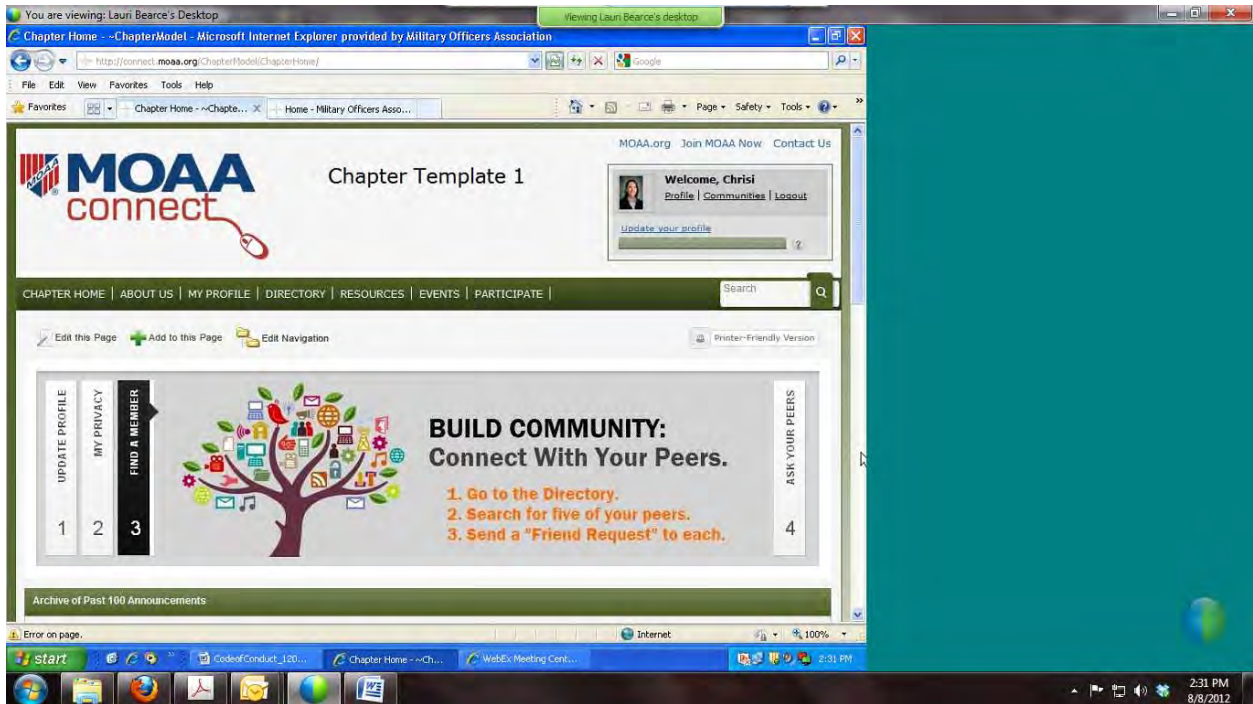 You are viewing: Lauri Bearce's Desktop
Viewing Lauri Bearce's desktop
Chapter Home - ~ChapterModel - Microsoft Internet Explorer provided by Military Officers Association
http://connect.moaa.org/ChapterModel/ChapterHome/
Google
File Edit View Favorites Tools Help
Favorites
Chapter Home - ~Chapte... X
Home - Military Officers Asso...
Page Safety Tools
MOAA.org Join MOAA Now Contact Us
MOAA
connect
Chapter Template 1
Welcome, Chrisi
Profile | Communities | Logout
Update your profile
?
CHAPTER HOME | ABOUT US | MY PROFILE | DIRECTORY | RESOURCES | EVENTS | PARTICIPATE |
Search
Edit this Page
Add to this Page
Edit Navigation
Printer-Friendly Version
UPDATE PROFILE
1
MY PRIVACY
2
FIND A MEMBER
3
BUILD COMMUNITY:
Connect With Your Peers.
1. Go to the Directory.
2. Search for five of your peers.
3. Send a "Friend Request" to each.
ASK YOUR PEERS
4
Archive of Past 100 Announcements
Error on page.
Internet
100%
start
CodeofConduct_120...
Chapter Home - ~Ch...
WebEx Meeting Cent...
2:31 PM
2:31 PM
8/8/2012